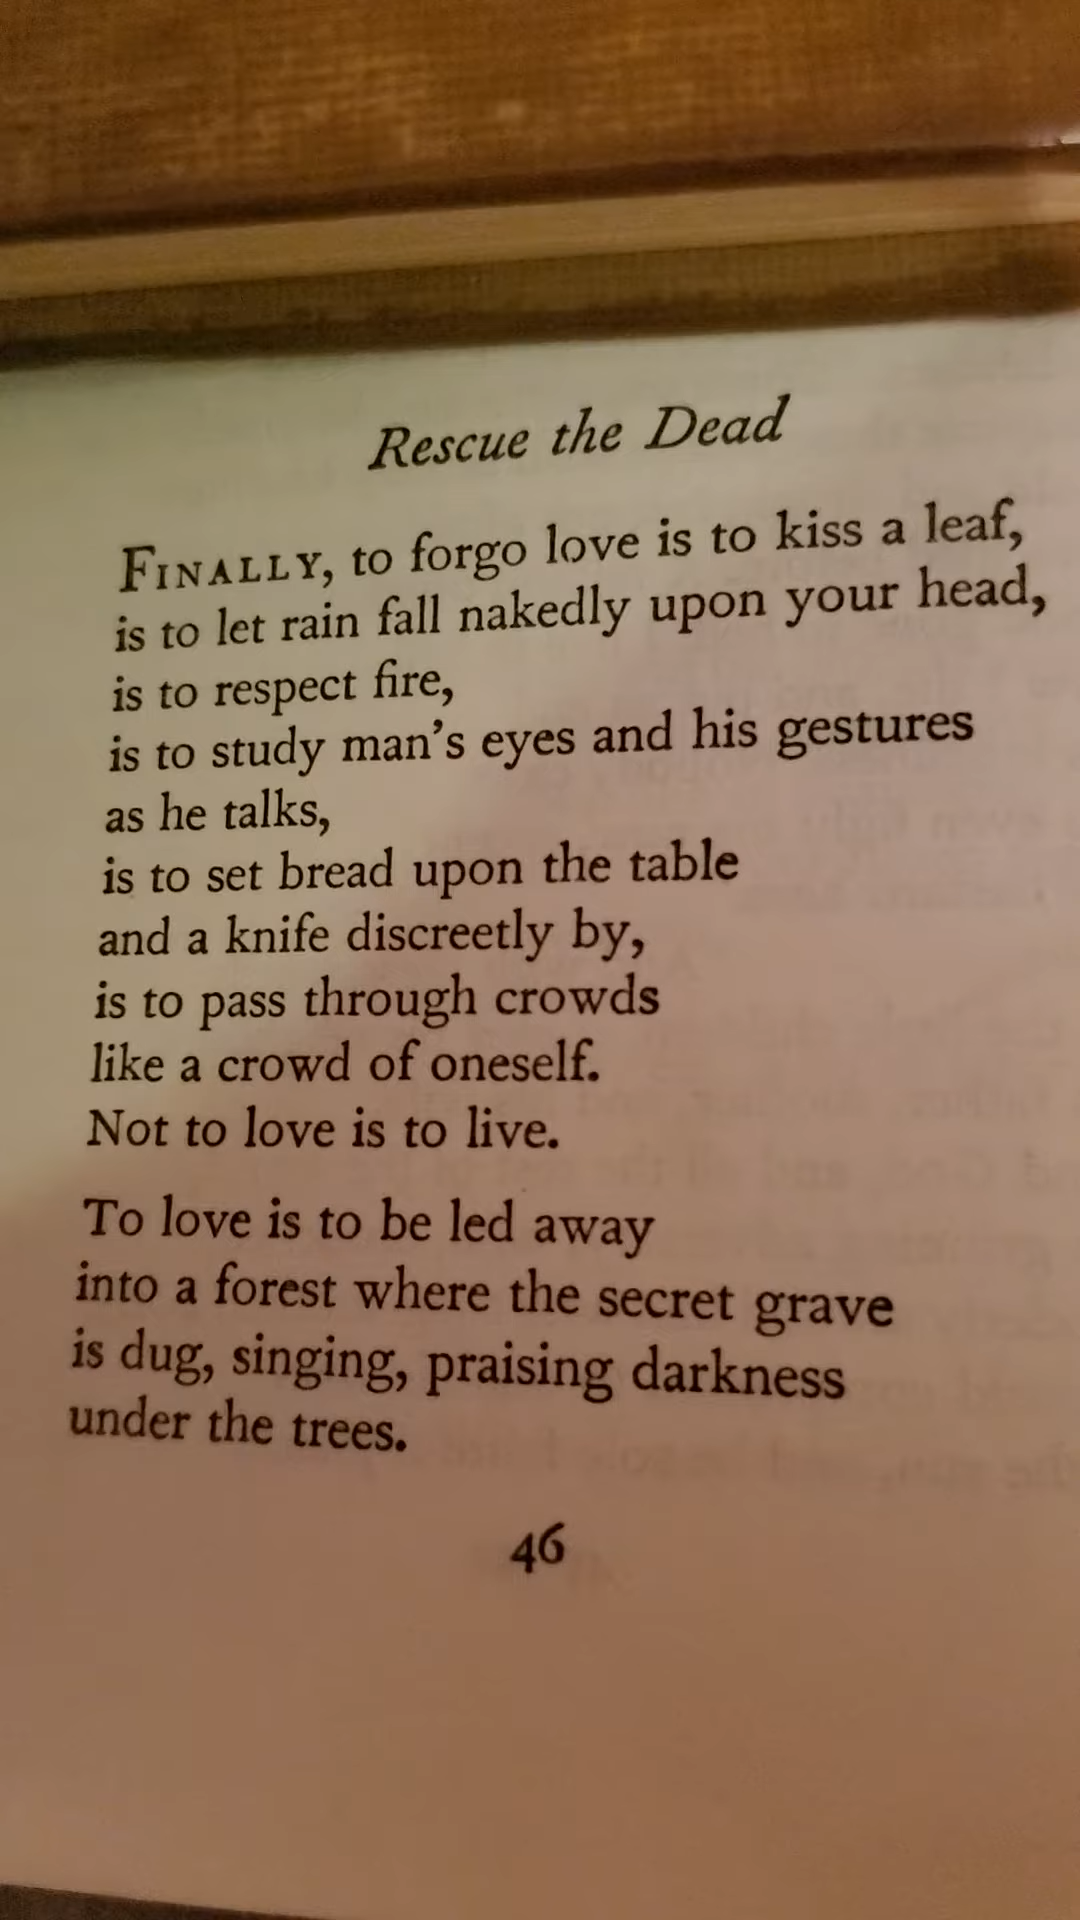 Rescue the Dead
FINALLY, to forgo love is to kiss a leaf,
is to let rain fall nakedly upon your head,
is to respect fire,
is to study man's eyes and his gestures
as he talks,
is to set bread upon the table
and a knife discreetly by,
is to pass through crowds
like a crowd of oneself.
Not to love is to live.
To love is to be led away
into a forest where the secret grave
is dug, singing, praising darkness
under the trees.
46